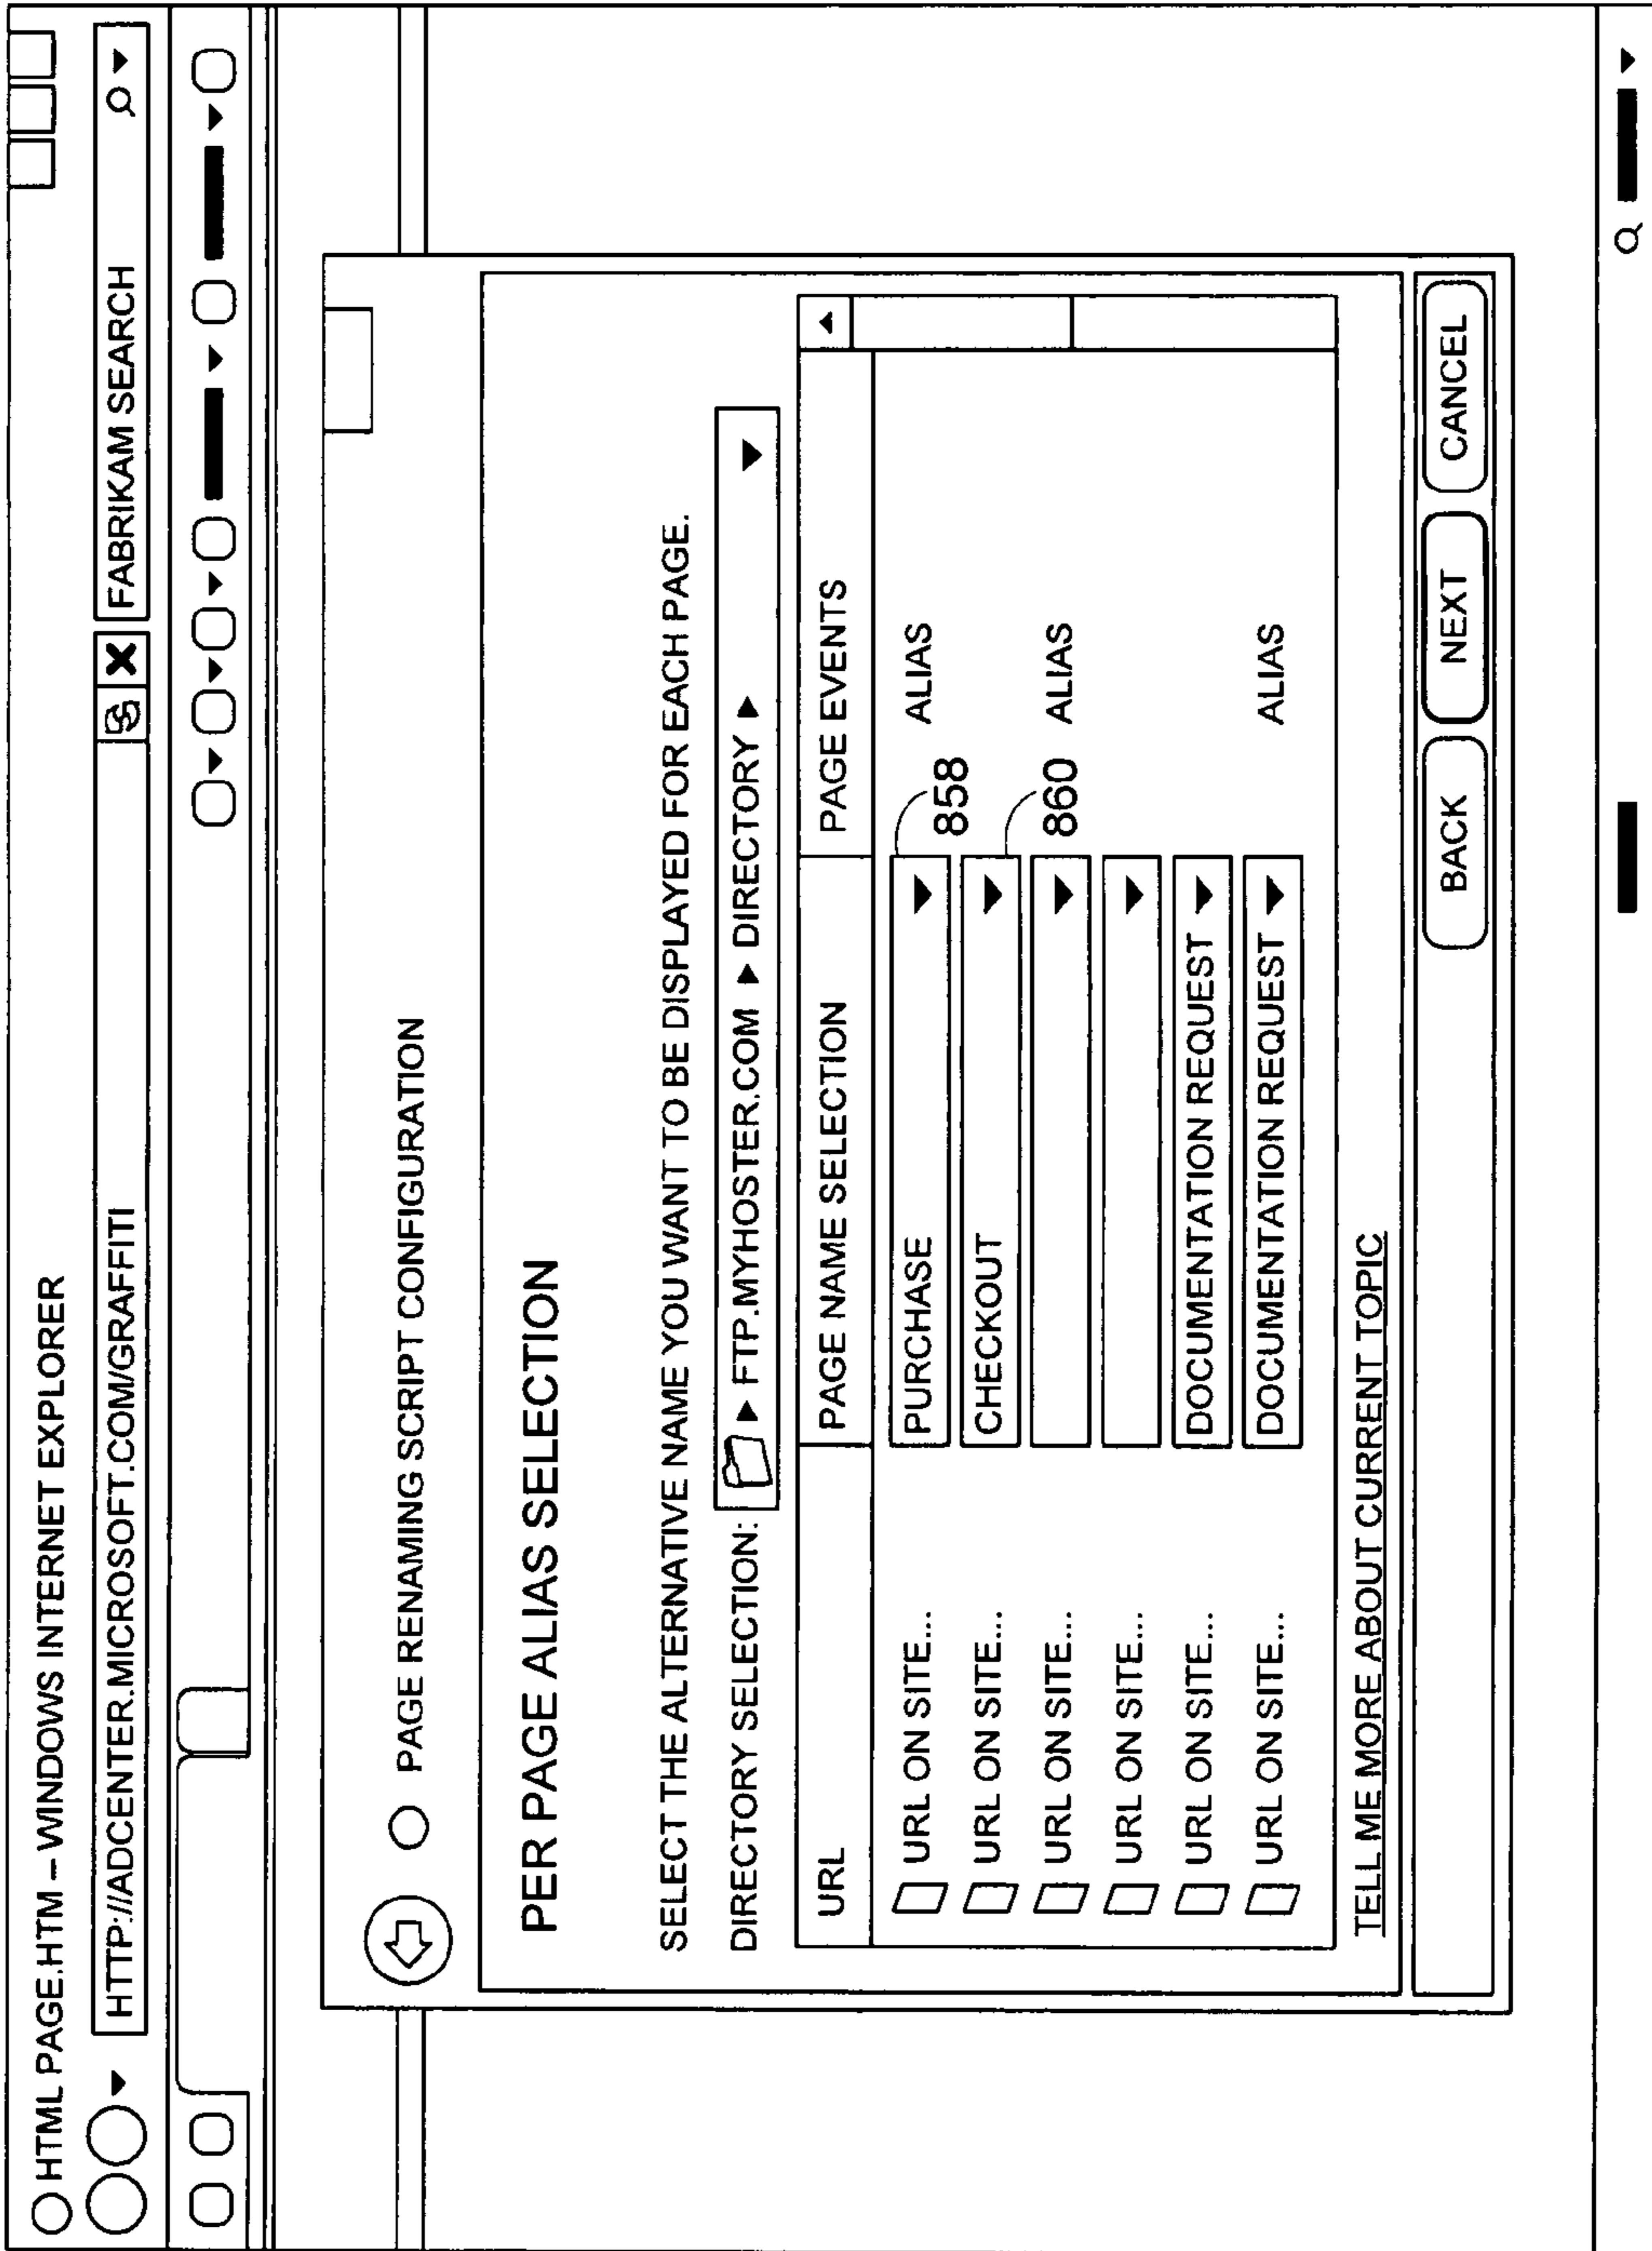 HTML PAGE.HTM – WINDOWS INTERNET EXPLORER
HTTP://ADCENTER.MICROSOFT.COM/GRAFFITI FABRIKAM SEARCH
PAGE RENAMING SCRIPT CONFIGURATION
PER PAGE ALIAS SELECTION
SELECT THE ALTERNATIVE NAME YOU WANT TO BE DISPLAYED FOR EACH PAGE.
DIRECTORY SELECTION: ▶ FTP.MYHOSTER.COM ▶ DIRECTORY ▶
URL PAGE NAME SELECTION PAGE EVENTS
URL ON SITE... PURCHASE ALIAS
858
URL ON SITE... CHECKOUT
URL ON SITE... 860 ALIAS
URL ON SITE...
URL ON SITE... DOCUMENTATION REQUEST
URL ON SITE... DOCUMENTATION REQUEST ALIAS
TELL ME MORE ABOUT CURRENT TOPIC
BACK NEXT CANCEL